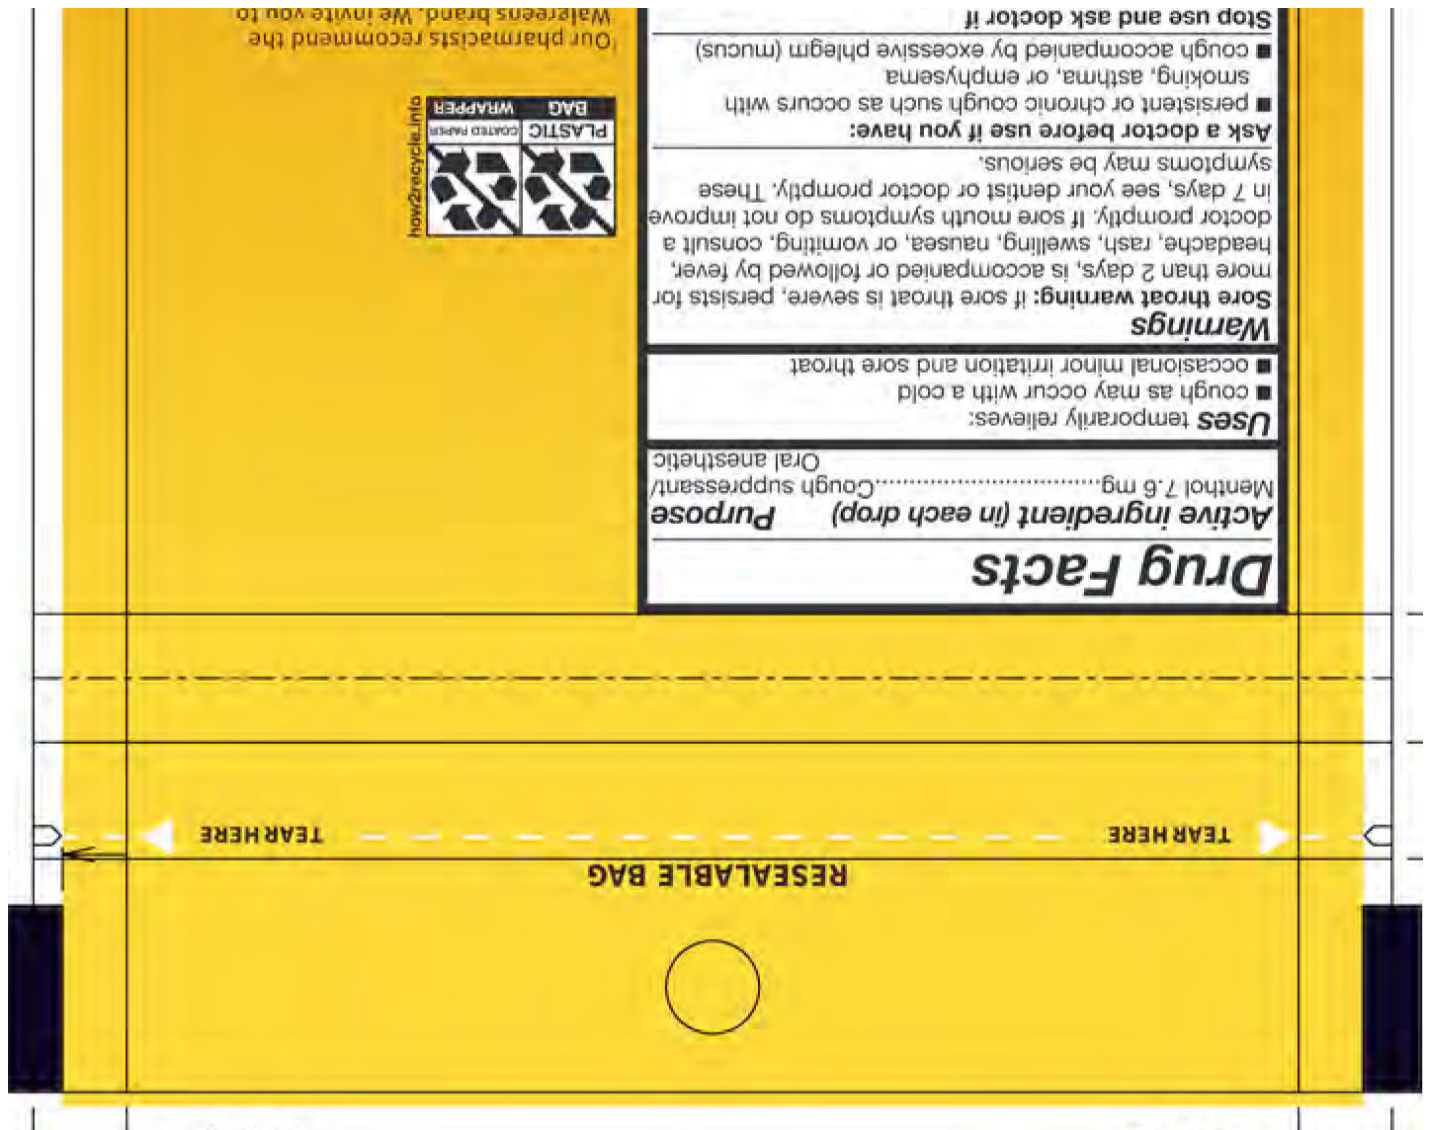 RESEALABLE BAG
TEAR HERE
TEAR HERE
Drug Facts
Active ingredient (in each drop) Purpose
Menthol 7.6 mg.................................Cough suppressant/
Oral anesthetic
Uses temporarily relieves:
■ cough as may occur with a cold
■ occasional minor irritation and sore throat
Warnings
Sore throat warning: if sore throat is severe, persists for
more than 2 days, is accompanied or followed by fever,
headache, rash, swelling, nausea, or vomiting, consult a
doctor promptly. If sore mouth symptoms do not improve
in 7 days, see your dentist or doctor promptly. These
symptoms may be serious.
Ask a doctor before use if you have:
■ persistent or chronic cough such as occurs with
smoking, asthma, or emphysema
■ cough accompanied by excessive phlegm (mucus)
Stop use and ask doctor if
how2recycle.info
PLASTIC
BAG
COATED PAPER
WRAPPER
'Our pharmacists recommend the
Walgreens brand. We invite you to